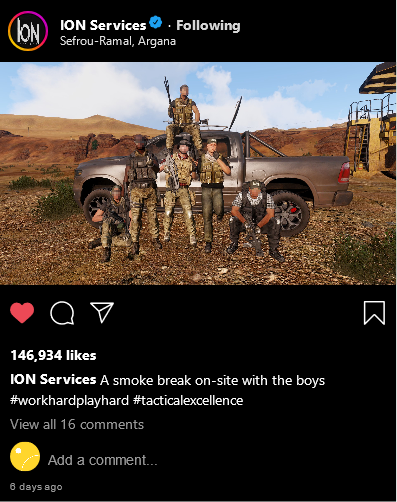 ION
ION Services · Following
Sefrou-Ramal, Argana
146,934 likes
ION Services A smoke break on-site with the boys
#workhardplayhard #tacticalexcellence
View all 16 comments
Add a comment...
6 days ago